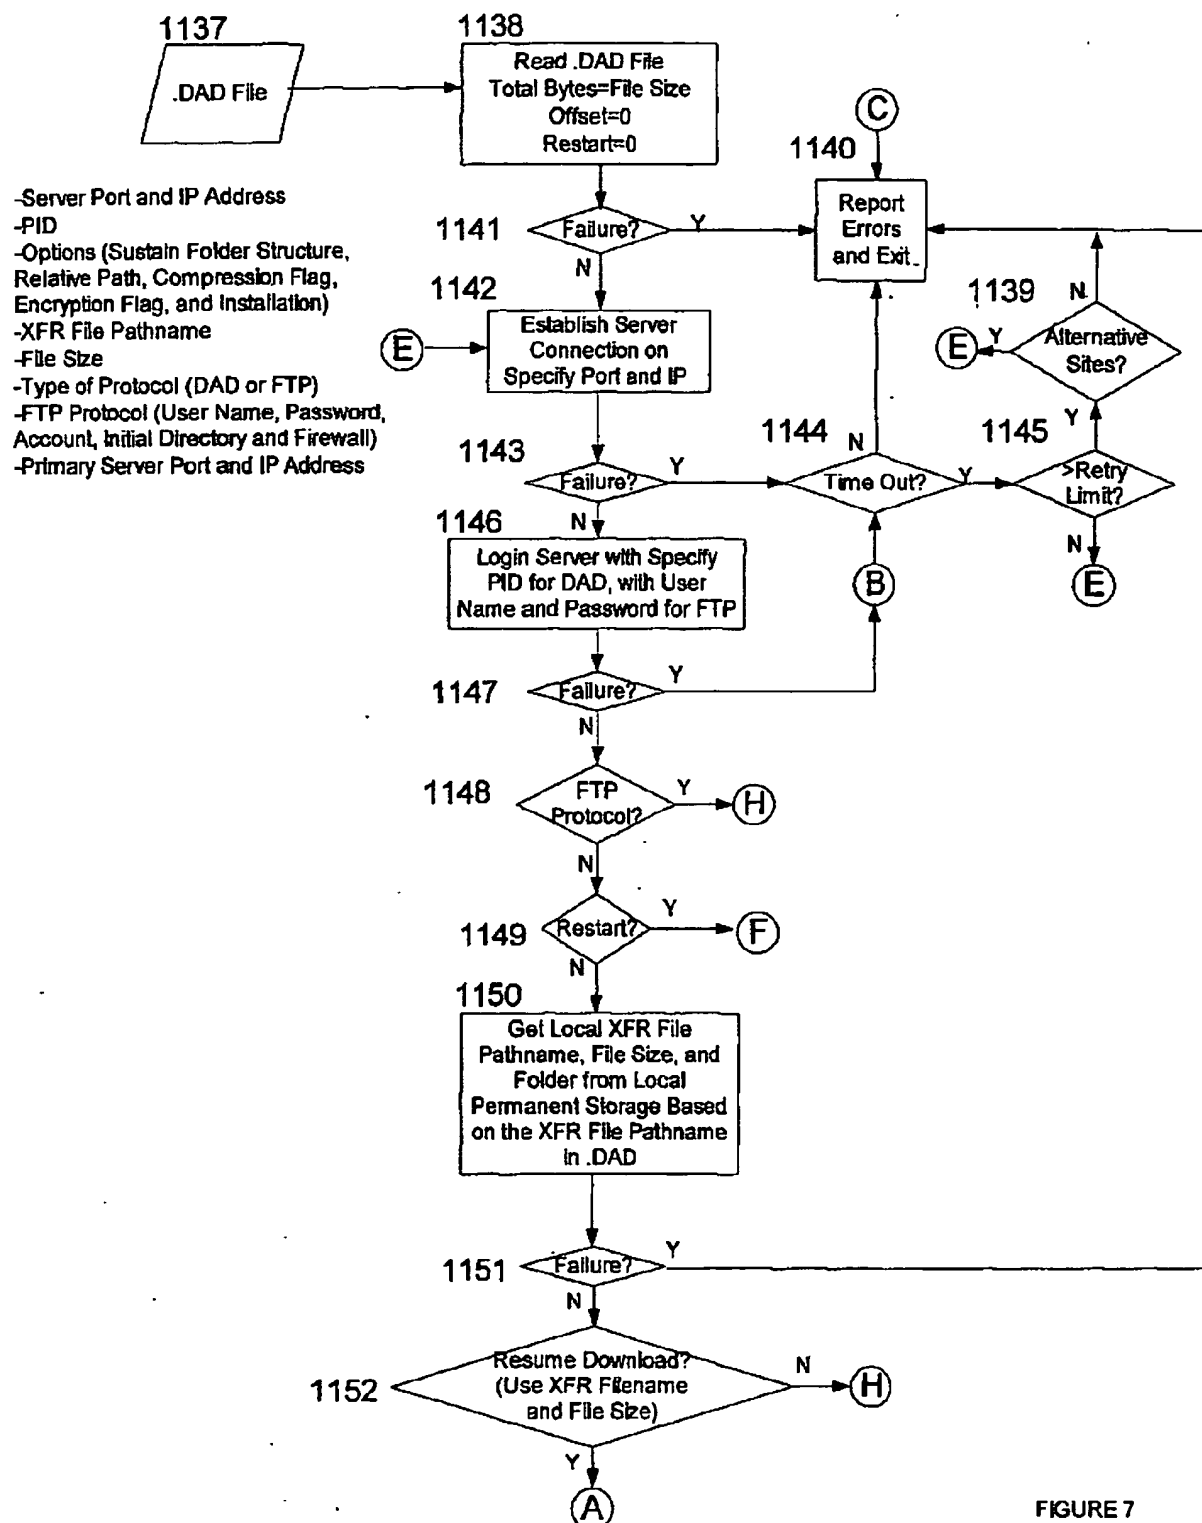 1137
.DAD File
1138
Read .DAD File
Total Bytes=File Size
Offset=0
Restart=0
-Server Port and IP Address
-PID
-Options (Sustain Folder Structure,
Relative Path, Compression Flag,
Encryption Flag, and Installation)
-XFR File Pathname
-File Size
-Type of Protocol (DAD or FTP)
-FTP Protocol (User Name, Password,
Account, Initial Directory and Firewall)
-Primary Server Port and IP Address
C
1140
Report
Errors
and Exit
1141
Failure?
Y
N
1142
E
Establish Server
Connection on
Specify Port and IP
1139
N
Y
E
Alternative
Sites?
1143
Failure?
Y
N
1144
N
Time Out?
Y
1145
Y
>Retry
Limit?
N
E
1146
Login Server with Specify
PID for DAD, with User
Name and Password for FTP
B
1147
Failure?
Y
N
1148
FTP
Protocol?
Y
H
N
1149
Restart?
Y
F
N
1150
Get Local XFR File
Pathname, File Size, and
Folder from Local
Permanent Storage Based
on the XFR File Pathname
in .DAD
1151
Failure?
Y
N
1152
Resume Download?
(Use XFR Filename
and File Size)
N
H
Y
A
FIGURE 7